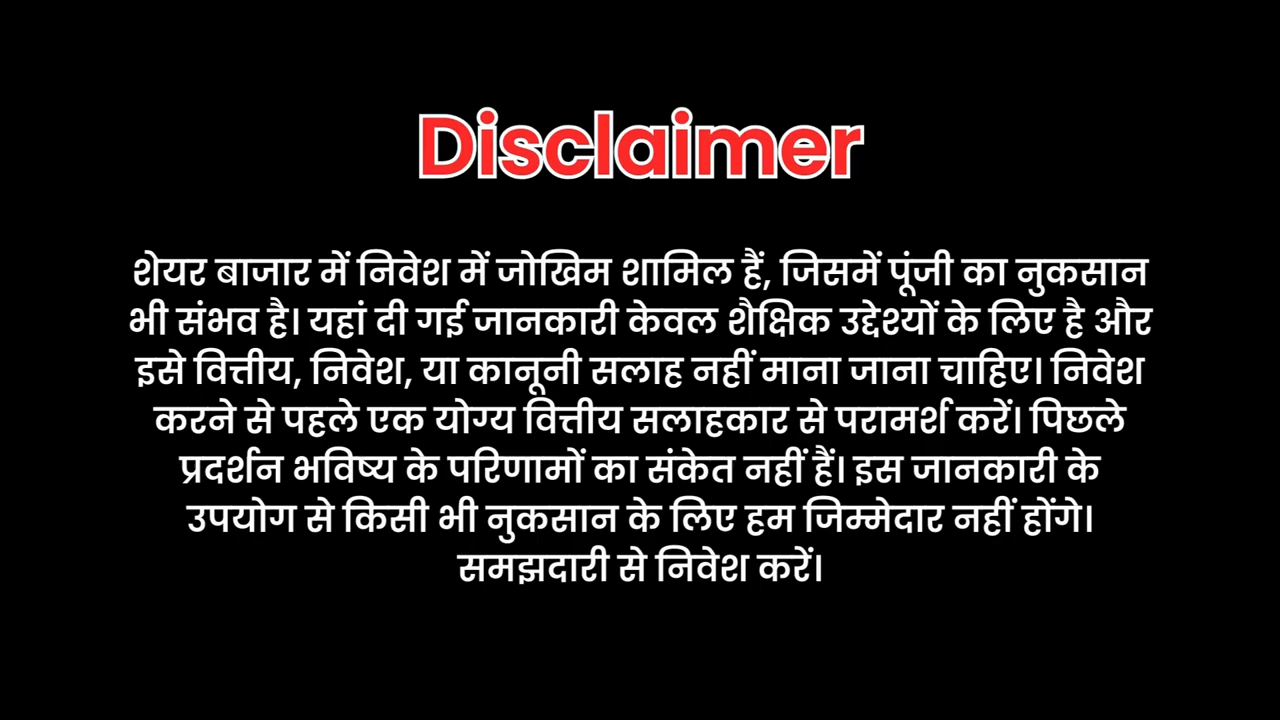 Disclaimer
शेयर बाजार में निवेश में जोखिम शामिल हैं, जिसमें पूंजी का नुकसान
भी संभव है। यहां दी गई जानकारी केवल शैक्षिक उद्देश्यों के लिए है और
इसे वित्तीय, निवेश, या कानूनी सलाह नहीं माना जाना चाहिए। निवेश
करने से पहले एक योग्य वित्तीय सलाहकार से परामर्श करें। पिछले
प्रदर्शन भविष्य के परिणामों का संकेत नहीं हैं। इस जानकारी के
उपयोग से किसी भी नुकसान के लिए हम जिम्मेदार नहीं होंगे।
समझदारी से निवेश करें।